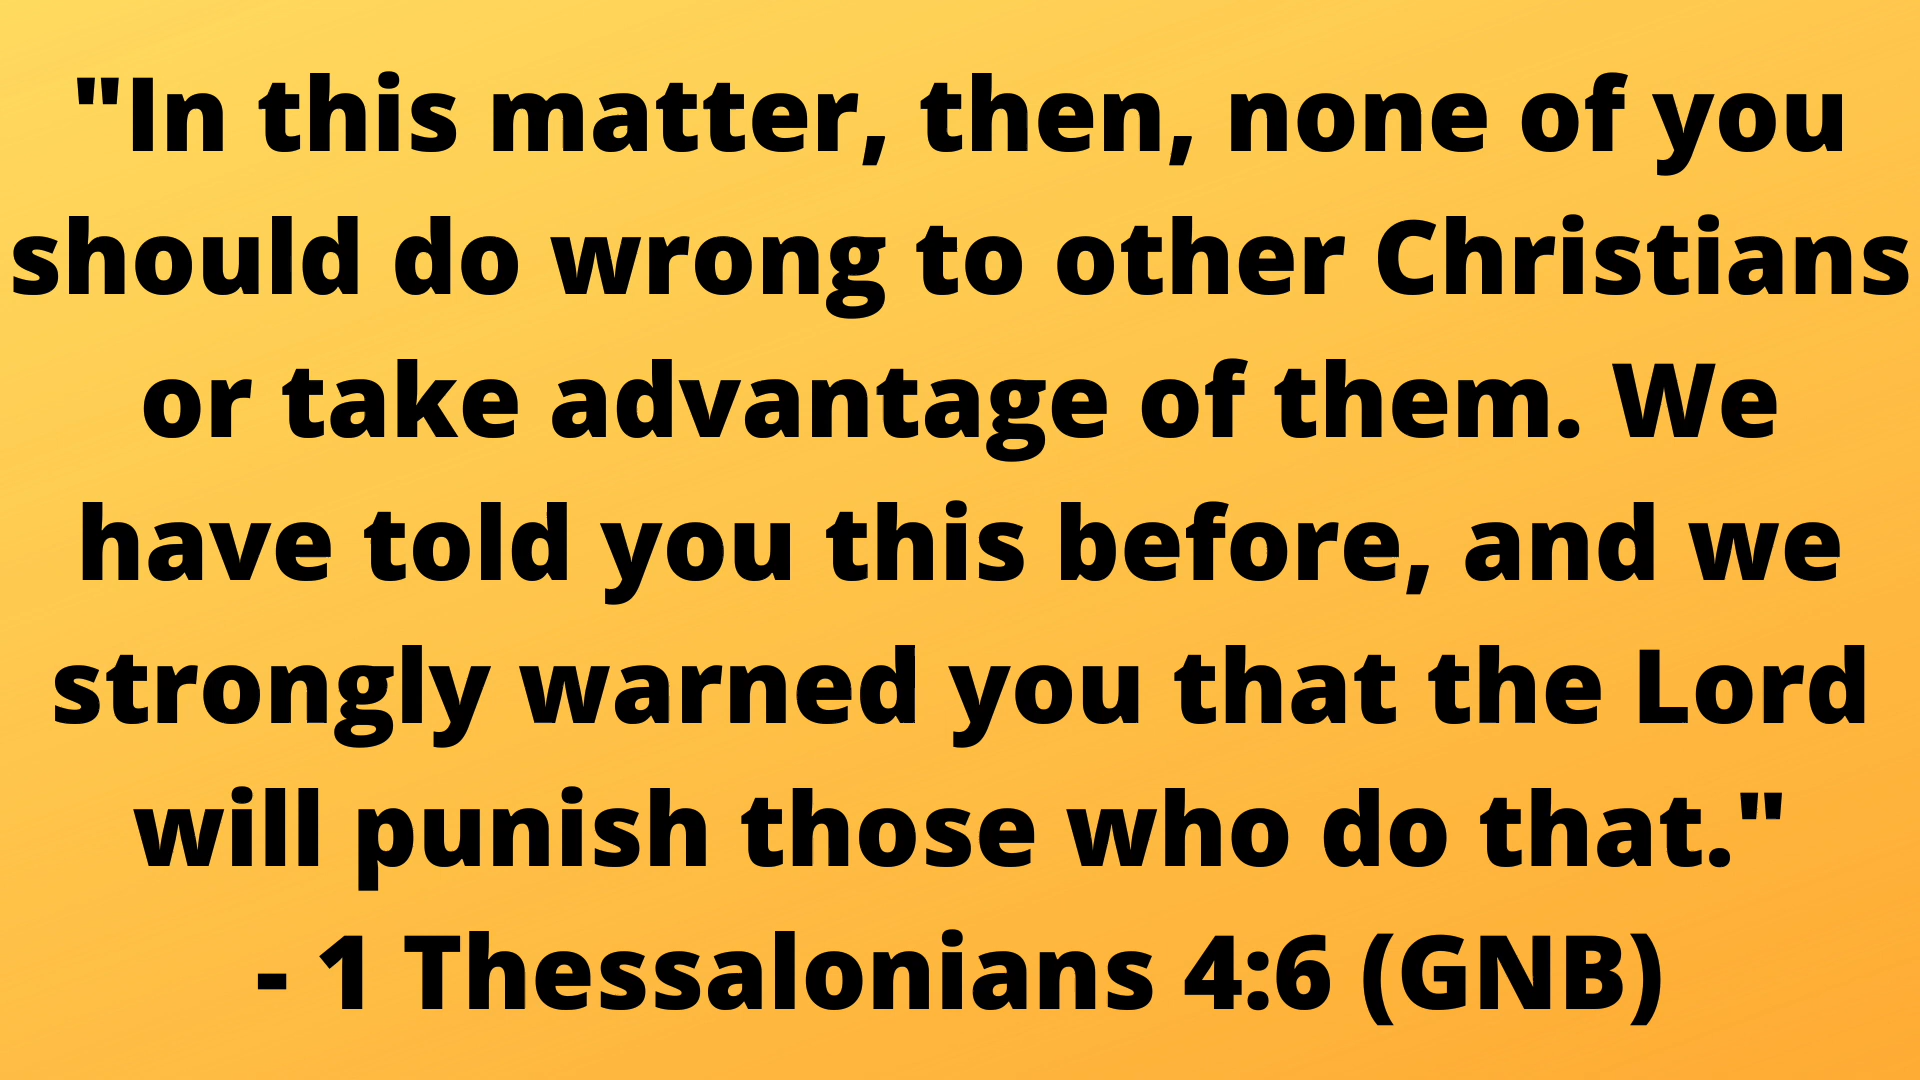 "In this matter, then, none of you
should do wrong to other Christians
or take advantage of them. We
have told you this before, and we
strongly warned you that the Lord
will punish those who do that."
- 1 Thessalonians 4:6 (GNB)